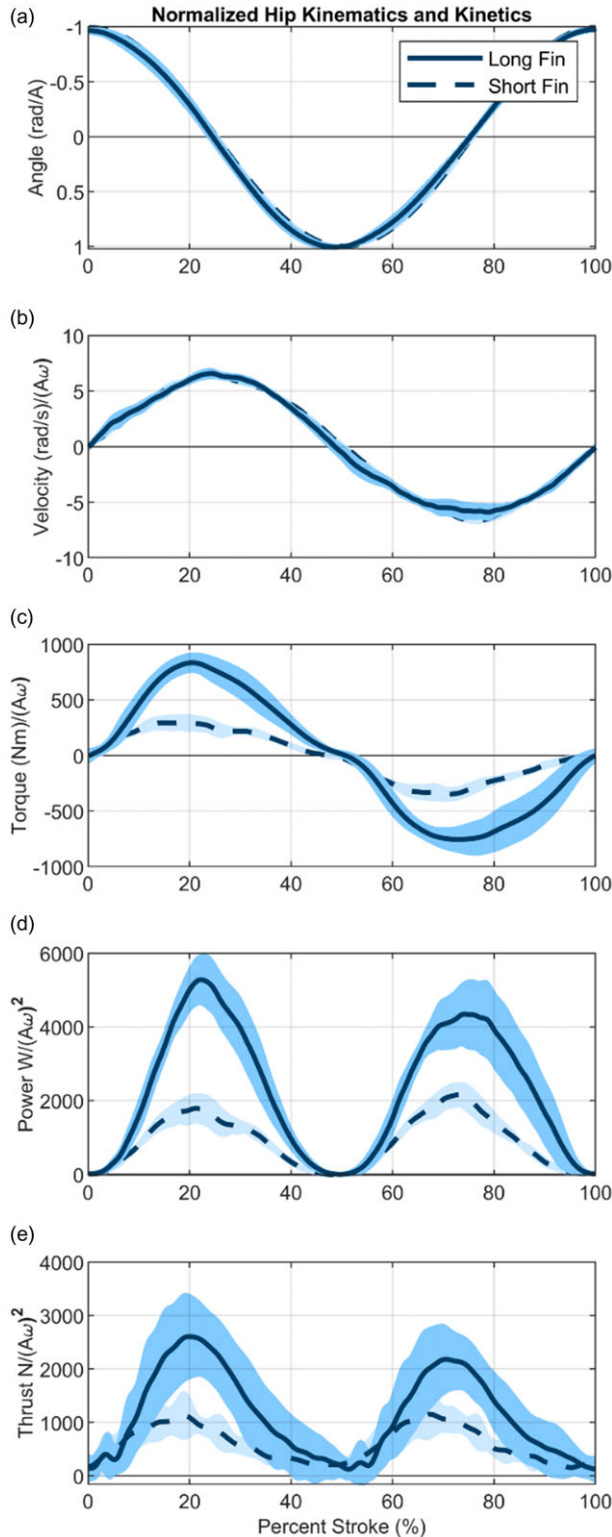 (a)
Normalized Hip Kinematics and Kinetics
Angle (rad/A)
-1
-0.5
0
0.5
1
Long Fin
Short Fin
0 20 40 60 80 100
(b)
Velocity (rad/s)/(Aω)
10
5
0
-5
-10
0 20 40 60 80 100
(c)
Torque (Nm)/(Aω)
1000
500
0
-500
-1000
0 20 40 60 80 100
(d)
Power W/(Aω)²
6000
4000
2000
0
0 20 40 60 80 100
(e)
Thrust N/(Aω)²
4000
3000
2000
1000
0
0 20 40 60 80 100
Percent Stroke (%)